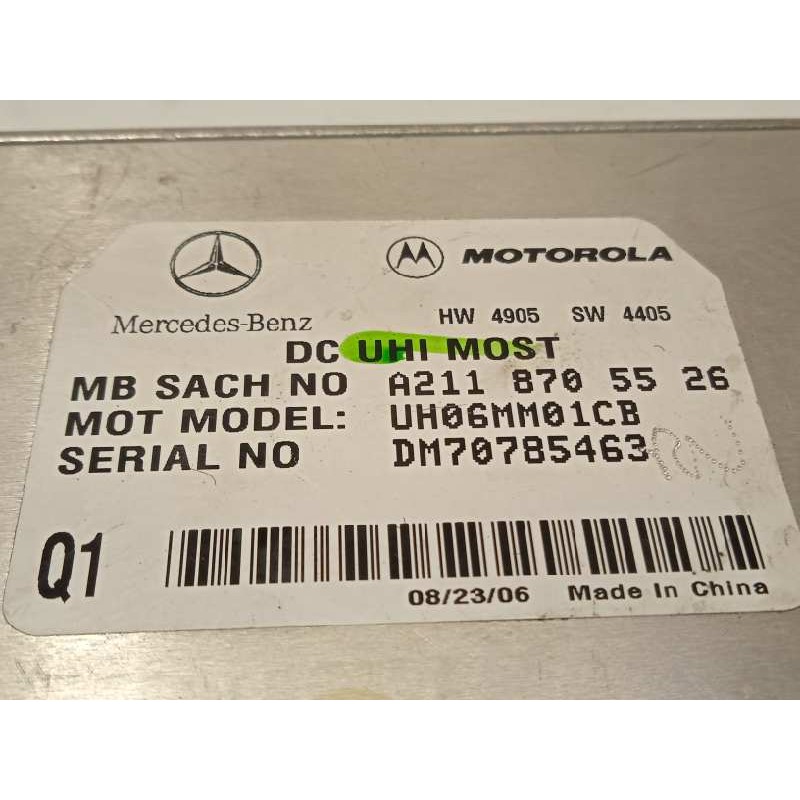 MOTOROLA
Mercedes-Benz
HW 4905 SW 4405
DC UHI MOST
MB SACH NO A211 870 55 26
MOT MODEL: UH06MM01CB
SERIAL NO DM70785463
Q1
08/23/06 Made In China